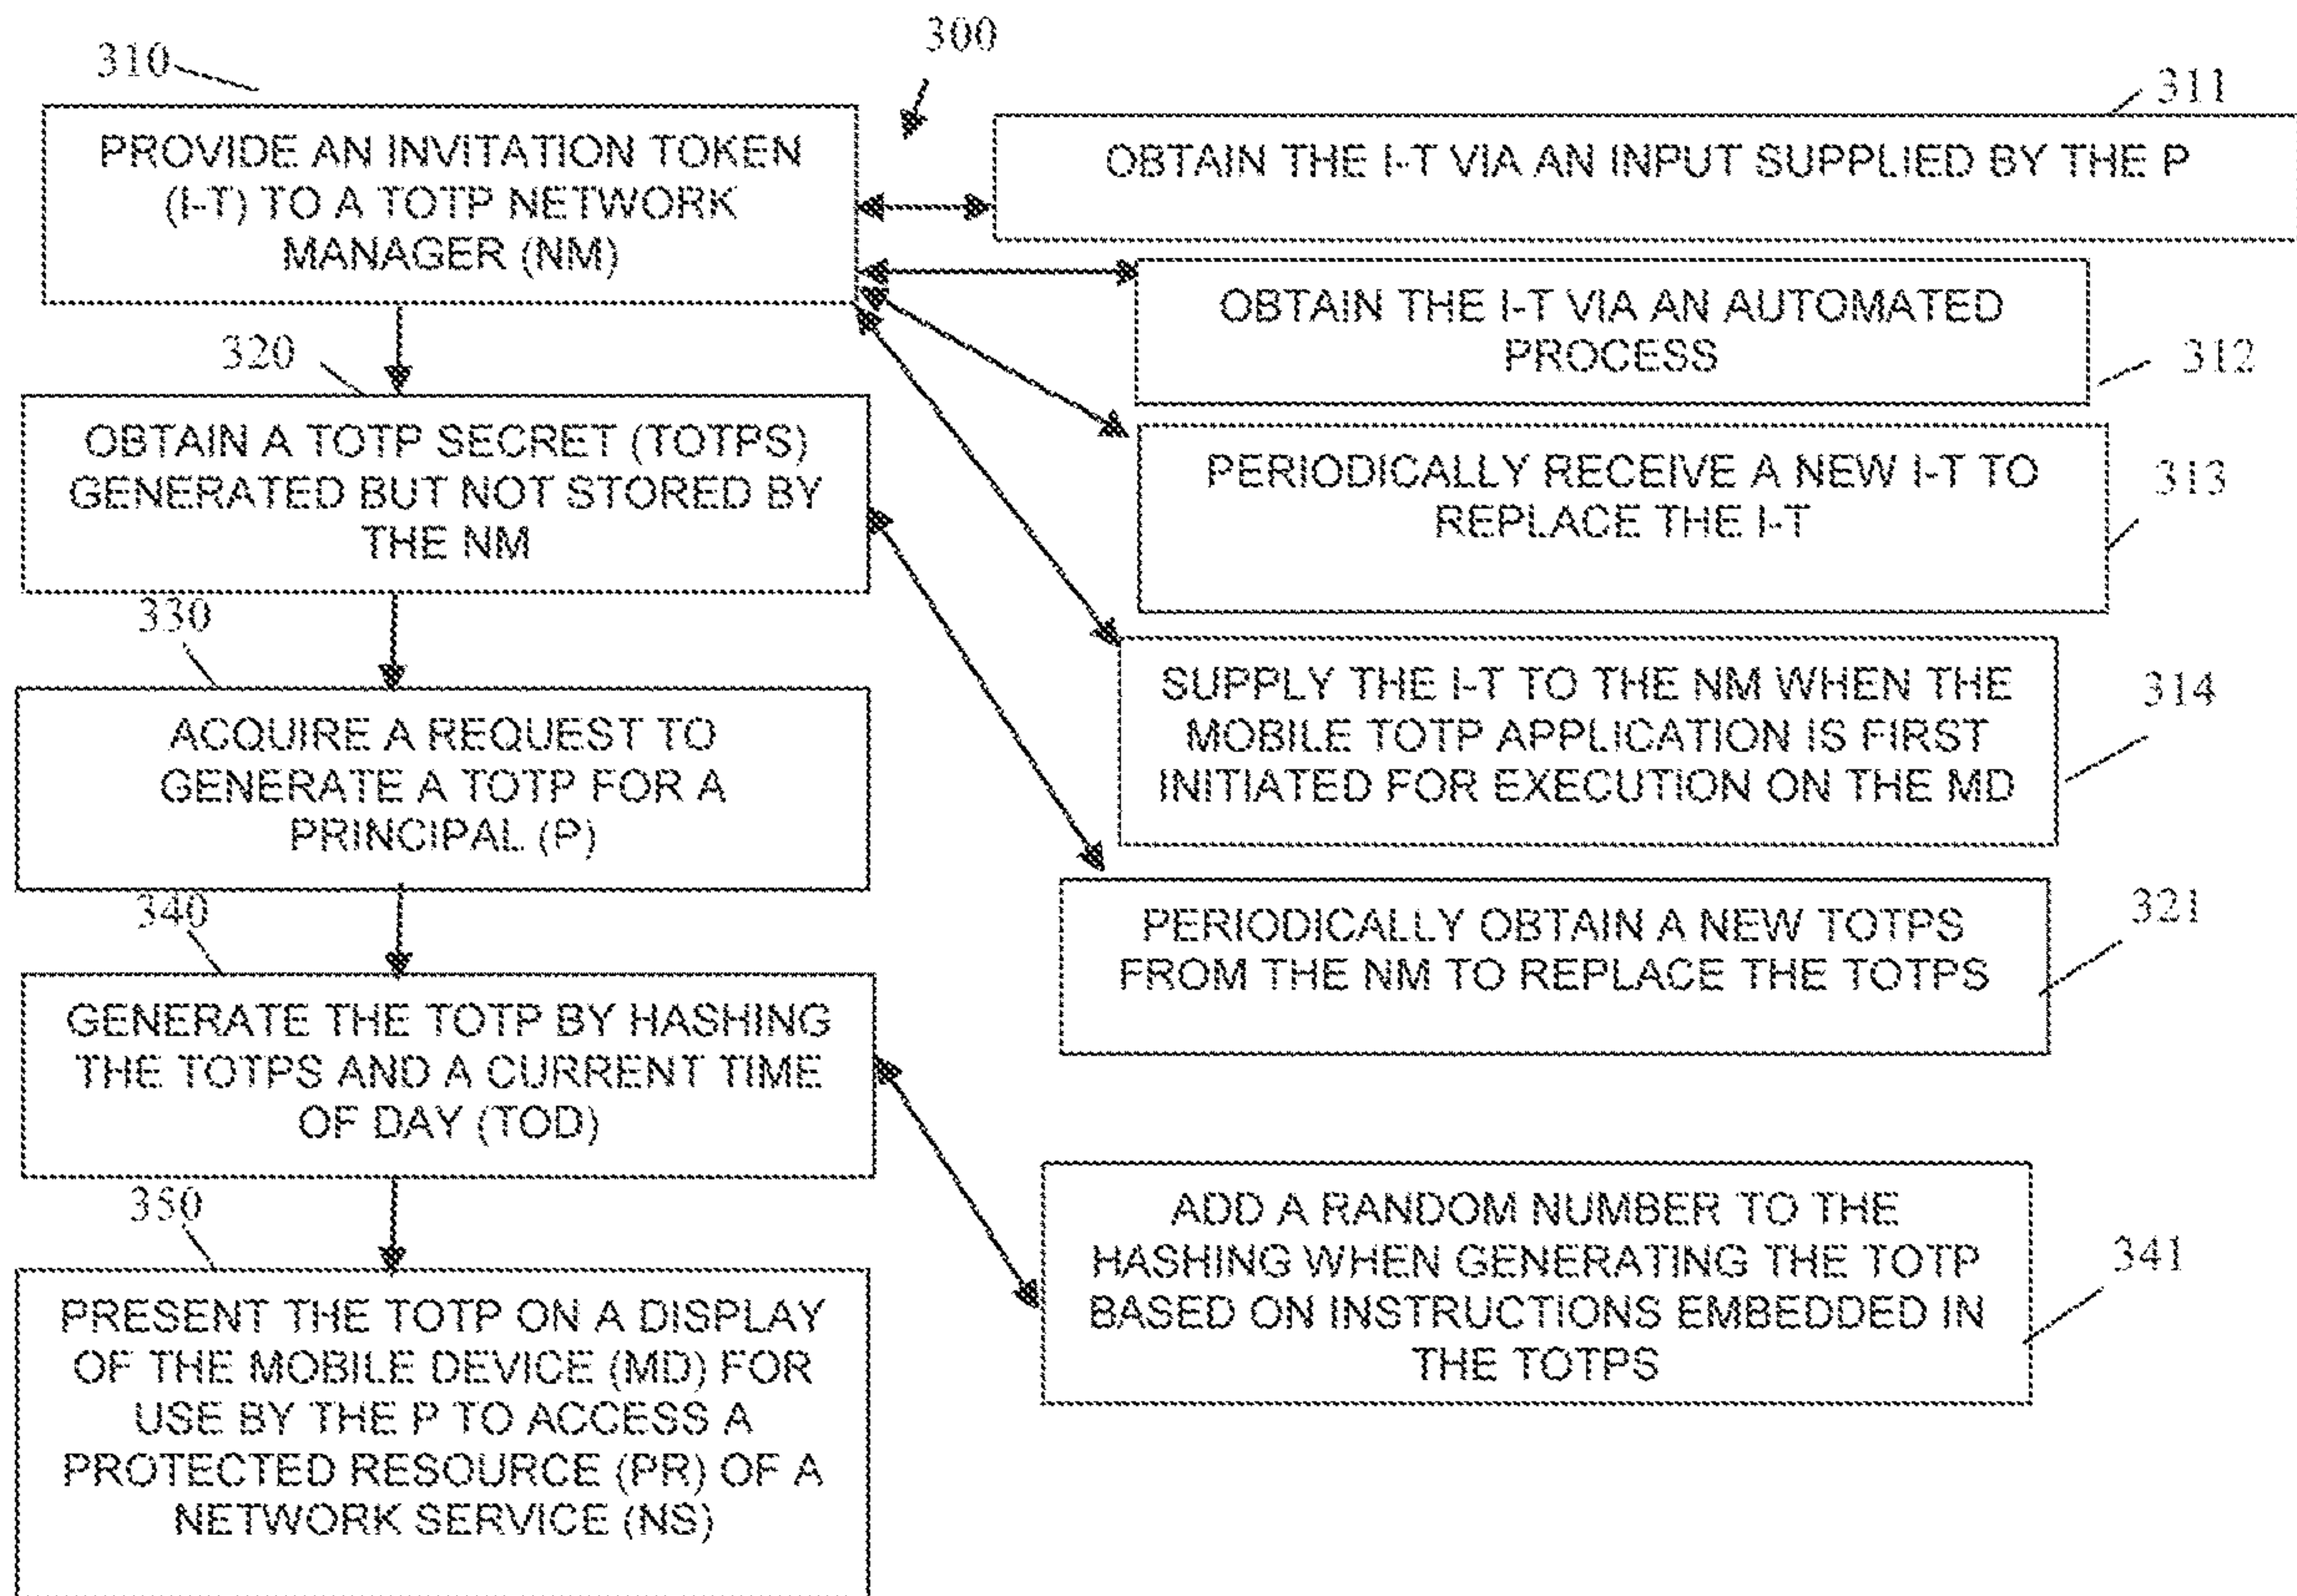 300
310
PROVIDE AN INVITATION TOKEN
(I-T) TO A TOTP NETWORK
MANAGER (NM)
311
OBTAIN THE I-T VIA AN INPUT SUPPLIED BY THE P
OBTAIN THE I-T VIA AN AUTOMATED
PROCESS
312
320
OBTAIN A TOTP SECRET (TOTPS)
GENERATED BUT NOT STORED BY
THE NM
PERIODICALLY RECEIVE A NEW I-T TO
REPLACE THE I-T
313
330
ACQUIRE A REQUEST TO
GENERATE A TOTP FOR A
PRINCIPAL (P)
SUPPLY THE I-T TO THE NM WHEN THE
MOBILE TOTP APPLICATION IS FIRST
INITIATED FOR EXECUTION ON THE MD
314
340
GENERATE THE TOTP BY HASHING
THE TOTPS AND A CURRENT TIME
OF DAY (TOD)
PERIODICALLY OBTAIN A NEW TOTPS
FROM THE NM TO REPLACE THE TOTPS
321
350
PRESENT THE TOTP ON A DISPLAY
OF THE MOBILE DEVICE (MD) FOR
USE BY THE P TO ACCESS A
PROTECTED RESOURCE (PR) OF A
NETWORK SERVICE (NS)
ADD A RANDOM NUMBER TO THE
HASHING WHEN GENERATING THE TOTP
BASED ON INSTRUCTIONS EMBEDDED IN
THE TOTPS
341